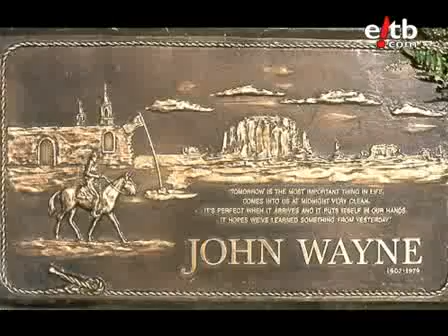 eitb
.com
"TOMORROW IS THE MOST IMPORTANT THING IN LIFE.
COMES INTO US AT MIDNIGHT VERY CLEAN.
IT'S PERFECT WHEN IT ARRIVES AND IT PUTS ITSELF IN OUR HANDS.
IT HOPES WE'VE LEARNED SOMETHING FROM YESTERDAY."
JOHN WAYNE
1907-1979